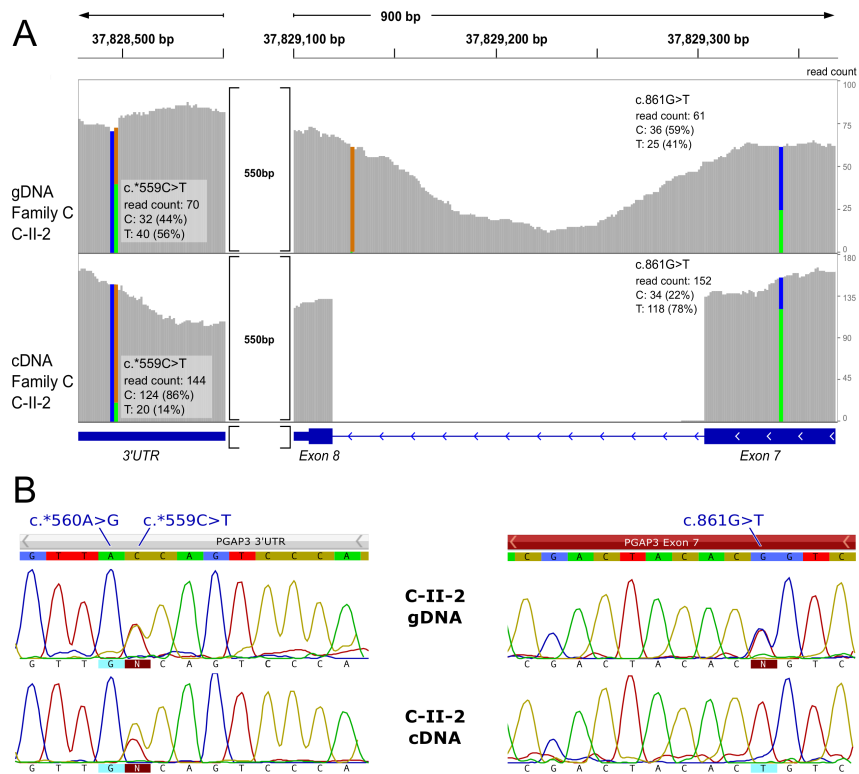 900 bp
A
37,828,500 bp
37,829,100 bp
37,829,200 bp
37,829,300 bp
read count
100
75
50
25
0
c.861G>T
read count: 61
C: 36 (59%)
T: 25 (41%)
550bp
c.*559C>T
read count: 70
C: 32 (44%)
T: 40 (56%)
gDNA
Family C
C-II-2
180
135
90
45
0
c.861G>T
read count: 152
C: 34 (22%)
T: 118 (78%)
550bp
c.*559C>T
read count: 144
C: 124 (86%)
T: 20 (14%)
cDNA
Family C
C-II-2
3'UTR
Exon 8
Exon 7
B
c.*560A>G
c.*559C>T
c.861G>T
PGAP3 3'UTR
PGAP3 Exon 7
G T T A C C A G T C C C A
C G A C T A C A C G G T C
C-II-2
gDNA
G T T G N C A G T C C C A
C G A C T A C A C N G T C
C-II-2
cDNA
G T T G N C A G T C C C A
C G A C T A C A C T G T C